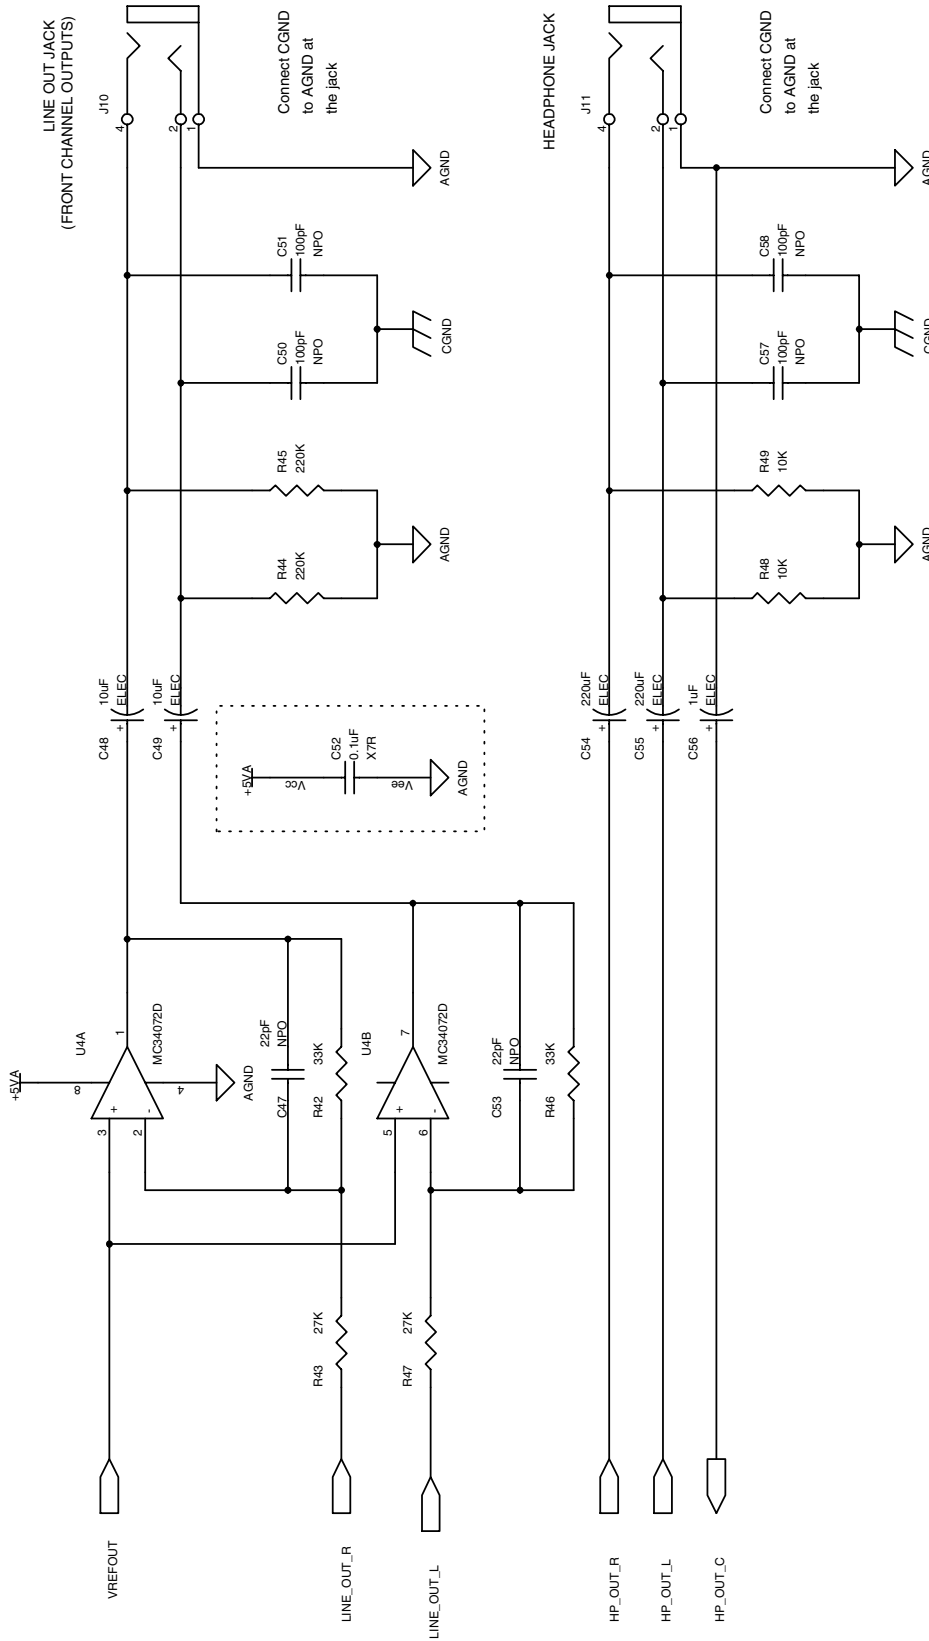 LINE OUT JACK
(FRONT CHANNEL OUTPUTS)
J10
4
2
1
Connect CGND
to AGND at
the jack
AGND
C51
100pF
NPO
C50
100pF
NPO
CGND
R45
220K
R44
220K
AGND
10uF
ELEC
+
C48
10uF
ELEC
+
C49
+5VA
Vcc
C52
0.1uF
X7R
Vee
AGND
+5VA
8
U4A
MC34072D
1
3
+
2
-
4
AGND
22pF
NPO
C47
33K
R42
U4B
MC34072D
7
5
+
6
-
22pF
NPO
C53
33K
R46
27K
R43
27K
R47
VREFOUT
LINE_OUT_R
LINE_OUT_L
HEADPHONE JACK
J11
4
2
1
Connect CGND
to AGND at
the jack
AGND
C58
100pF
NPO
C57
100pF
NPO
CGND
R49
10K
R48
10K
AGND
220uF
ELEC
+
C54
220uF
ELEC
+
C55
1uF
ELEC
+
C56
HP_OUT_R
HP_OUT_L
HP_OUT_C